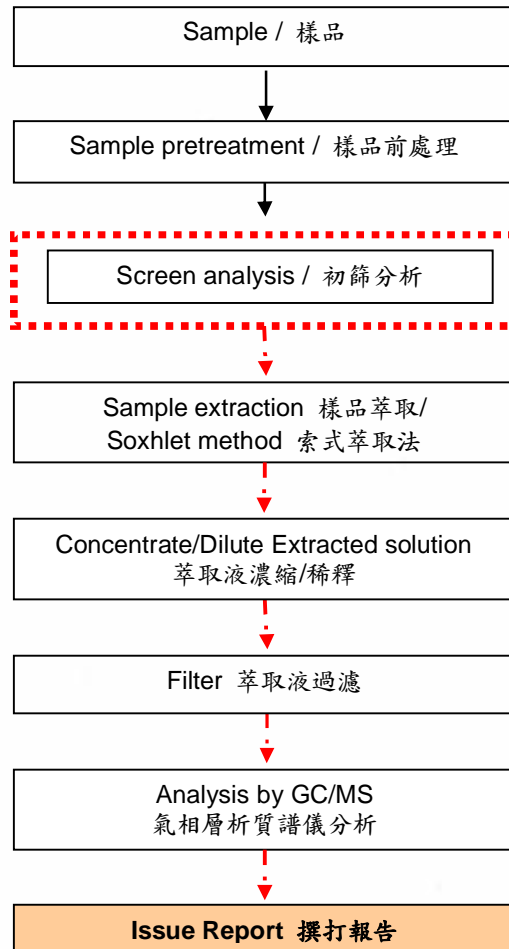 Sample / 樣品
Sample pretreatment / 樣品前處理
Screen analysis / 初篩分析
Sample extraction 樣品萃取/
Soxhlet method 索式萃取法
Concentrate/Dilute Extracted solution
萃取液濃縮/稀釋
Filter 萃取液過濾
Analysis by GC/MS
氣相層析質譜儀分析
Issue Report 撰打報告